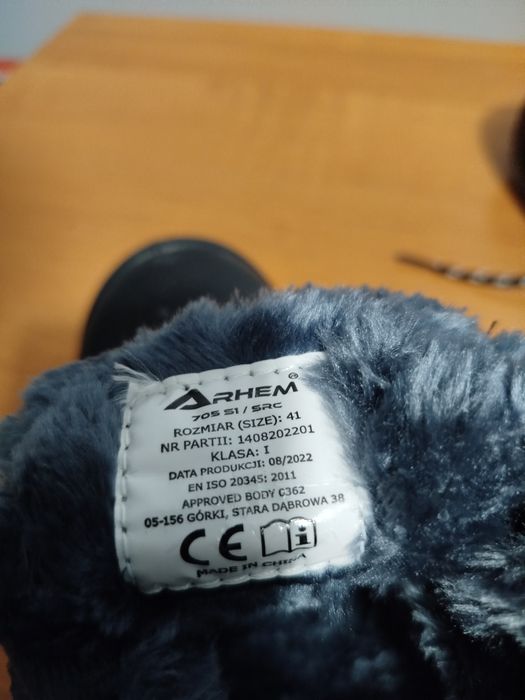 ARHEM®
705 S1 / SRC
ROZMIAR (SIZE): 41
NR PARTII: 1408202201
KLASA: I
DATA PRODUKCJI: 08/2022
EN ISO 20345: 2011
APPROVED BODY C362
05-156 GÓRKI, STARA DĄBROWA 38
CE i
MADE IN CHINA